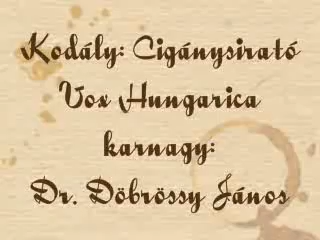 Kodály: Cigánysirató
Vox Hungarica
karnagy:
Dr. Döbrössy János